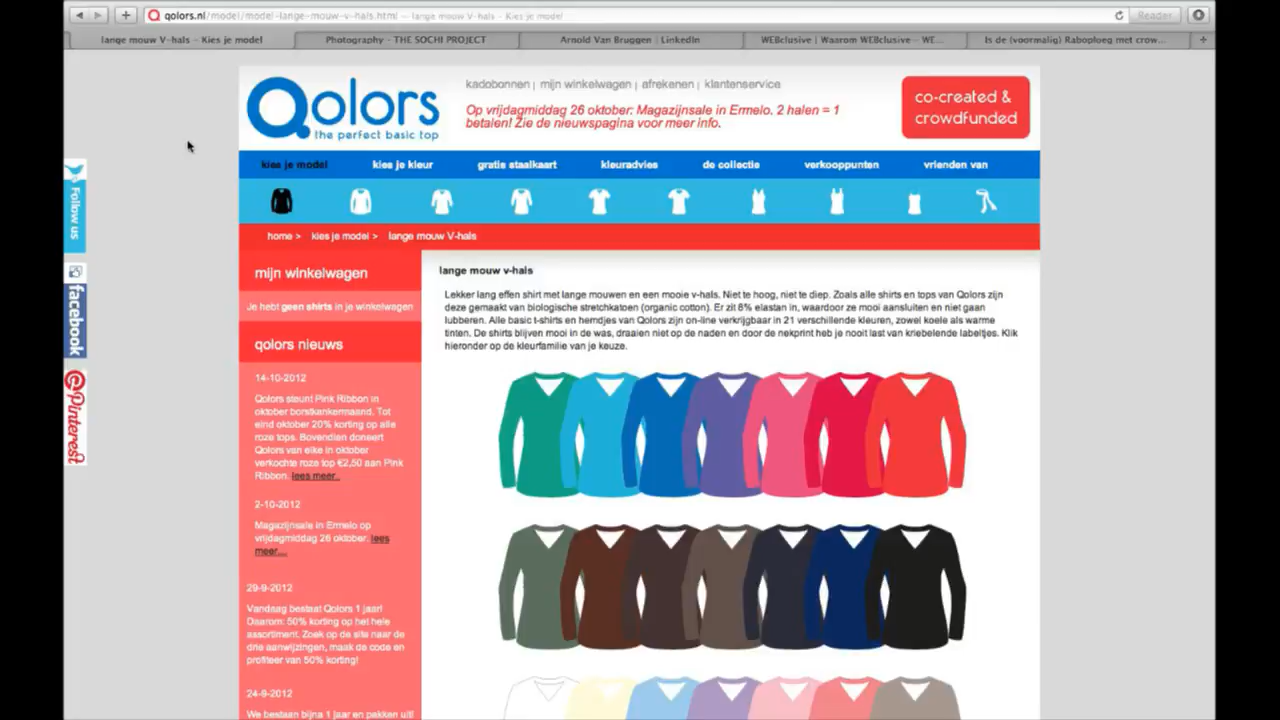 qolors.nl/model/model-lange-mouw-v-hals.html — lange mouw V-hals - Kies je model
Reader
lange mouw V-hals – Kies je model
Photography - THE SOCHI PROJECT
Arnold Van Bruggen | LinkedIn
WEBclusive | Waarom WEBclusive – WE...
Is de (voormalig) Raboploeg met crow...
Qolors
the perfect basic top
kadobonnen | mijn winkelwagen | afrekenen | klantenservice
Op vrijdagmiddag 26 oktober: Magazijnsale in Ermelo. 2 halen = 1
betalen! Zie de nieuwspagina voor meer info.
co-created &
crowdfunded
kies je model
kies je kleur
gratis staalkaart
kleuradvies
de collectie
verkooppunten
vrienden van
home >
kies je model >
lange mouw V-hals
Follow us
facebook
Pinterest
mijn winkelwagen
Je hebt geen shirts in je winkelwagen
qolors nieuws
14-10-2012
Qolors steunt Pink Ribbon in
oktober borstkankermaand. Tot
eind oktober 20% korting op alle
roze tops. Bovendien doneert
Qolors van elke in oktober
verkochte roze top €2,50 aan Pink
Ribbon. lees meer..
2-10-2012
Magazijnsale in Ermelo op
vrijdagmiddag 26 oktober. lees
meer....
29-9-2012
Vandaag bestaat Qolors 1 jaar!
Daarom: 50% korting op het hele
assortiment. Zoek op de site naar de
drie aanwijzingen, maak de code en
profiteer van 50% korting!
24-9-2012
We bestaan bijna 1 jaar en pakken uit!
lange mouw v-hals
Lekker lang effen shirt met lange mouwen en een mooie v-hals. Niet te hoog, niet te diep. Zoals alle shirts en tops van Qolors zijn
deze gemaakt van biologische stretchkatoen (organic cotton). Er zit 8% elastan in, waardoor ze mooi aansluiten en niet gaan
lubberen. Alle basic t-shirts en hemdjes van Qolors zijn on-line verkrijgbaar in 21 verschillende kleuren, zowel koele als warme
tinten. De shirts blijven mooi in de was, draaien niet op de naden en door de nekprint heb je nooit last van kriebelende labeltjes. Klik
hieronder op de kleurfamilie van je keuze.